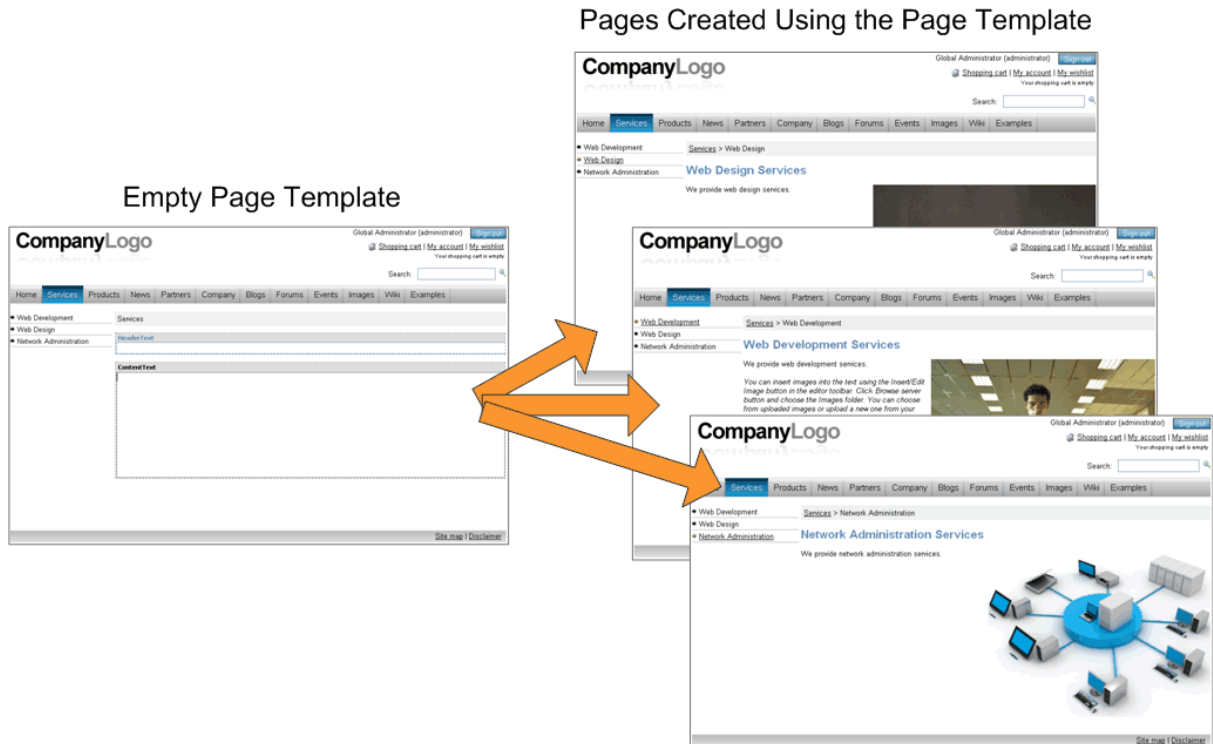 Pages Created Using the Page Template
CompanyLogo
Global Administrator (administrator) Sign out
Shopping cart | My account | My wishlist
Your shopping cart is empty
Search:
Home Services Products News Partners Company Blogs Forums Events Images Wiki Examples
Web Development
Web Design
Network Administration
Services > Web Design
Web Design Services
We provide web design services.
Empty Page Template
CompanyLogo
Global Administrator (administrator) Sign out
Shopping cart | My account | My wishlist
Your shopping cart is empty
Search:
Home Services Products News Partners Company Blogs Forums Events Images Wiki Examples
Web Development
Web Design
Network Administration
Services
HeaderText
ContentText
Site map | Disclaimer
CompanyLogo
Global Administrator (administrator) Sign out
Shopping cart | My account | My wishlist
Your shopping cart is empty
Search:
Home Services Products News Partners Company Blogs Forums Events Images Wiki Examples
Web Development
Web Design
Network Administration
Services > Web Development
Web Development Services
We provide web development services.
You can insert images into the text using the Insert/Edit
Image button in the editor toolbar. Click Browse server
button and choose the Images folder. You can choose
from uploaded images or upload a new one from your
CompanyLogo
Global Administrator (administrator) Sign out
Shopping cart | My account | My wishlist
Your shopping cart is empty
Search:
Services Products News Partners Company Blogs Forums Events Images Wiki Examples
Web Development
Web Design
Network Administration
Services > Network Administration
Network Administration Services
We provide network administration services.
Site map | Disclaimer